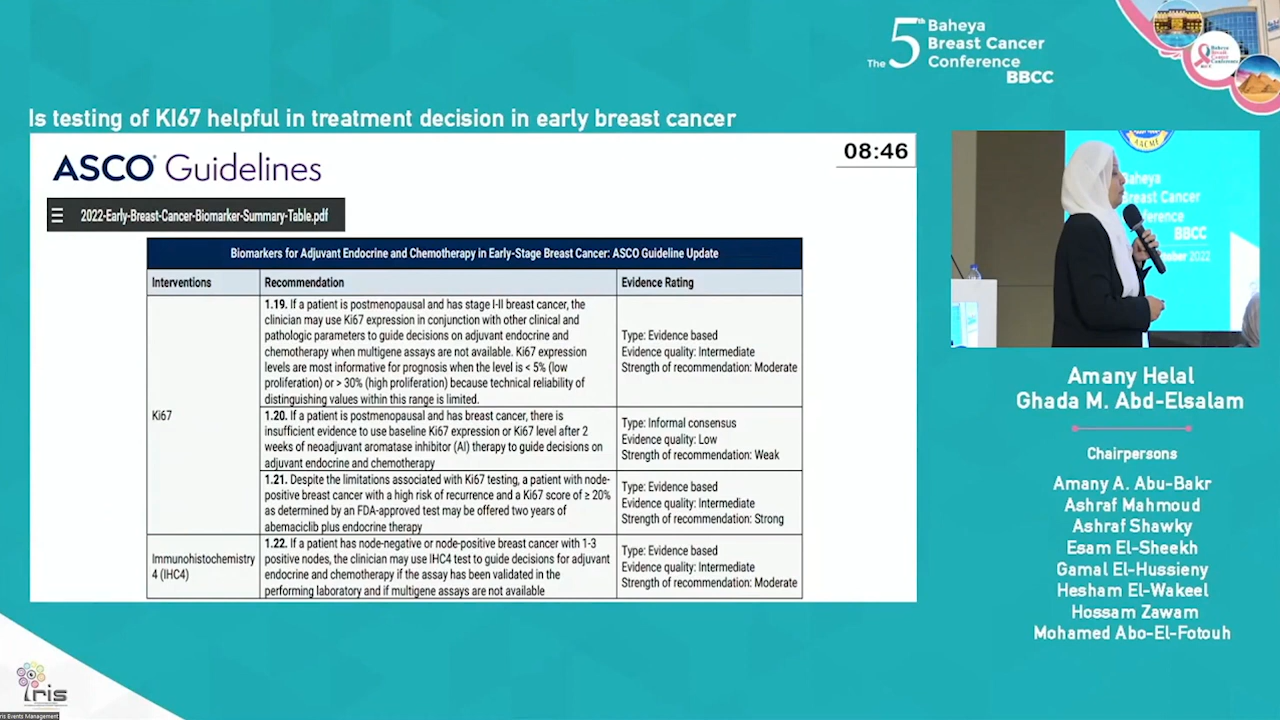 The 5th Baheya
Breast Cancer
Conference
BBCC
Is testing of KI67 helpful in treatment decision in early breast cancer
ASCO Guidelines
08:46
2022-Early-Breast-Cancer-Biomarker-Summary-Table.pdf
Biomarkers for Adjuvant Endocrine and Chemotherapy in Early-Stage Breast Cancer: ASCO Guideline Update
Interventions
Recommendation
Evidence Rating
Ki67
1.19. If a patient is postmenopausal and has stage I-II breast cancer, the
clinician may use Ki67 expression in conjunction with other clinical and
pathologic parameters to guide decisions on adjuvant endocrine and
chemotherapy when multigene assays are not available. Ki67 expression
levels are most informative for prognosis when the level is < 5% (low
proliferation) or > 30% (high proliferation) because technical reliability of
distinguishing values within this range is limited.
Type: Evidence based
Evidence quality: Intermediate
Strength of recommendation: Moderate
1.20. If a patient is postmenopausal and has breast cancer, there is
insufficient evidence to use baseline Ki67 expression or Ki67 level after 2
weeks of neoadjuvant aromatase inhibitor (AI) therapy to guide decisions on
adjuvant endocrine and chemotherapy
Type: Informal consensus
Evidence quality: Low
Strength of recommendation: Weak
1.21. Despite the limitations associated with Ki67 testing, a patient with node-
positive breast cancer with a high risk of recurrence and a Ki67 score of ≥ 20%
as determined by an FDA-approved test may be offered two years of
abemaciclib plus endocrine therapy
Type: Evidence based
Evidence quality: Intermediate
Strength of recommendation: Strong
Immunohistochemistry
4 (IHC4)
1.22. If a patient has node-negative or node-positive breast cancer with 1-3
positive nodes, the clinician may use IHC4 test to guide decisions for adjuvant
endocrine and chemotherapy if the assay has been validated in the
performing laboratory and if multigene assays are not available
Type: Evidence based
Evidence quality: Intermediate
Strength of recommendation: Moderate
AACME
Baheya
Breast Cancer
ference
BBCC
mber 2022
Amany Helal
Ghada M. Abd-Elsalam
Chairpersons
Amany A. Abu-Bakr
Ashraf Mahmoud
Ashraf Shawky
Esam El-Sheekh
Gamal El-Hussieny
Hesham El-Wakeel
Hossam Zawam
Mohamed Abo-El-Fotouh
iris
Iris Events Management